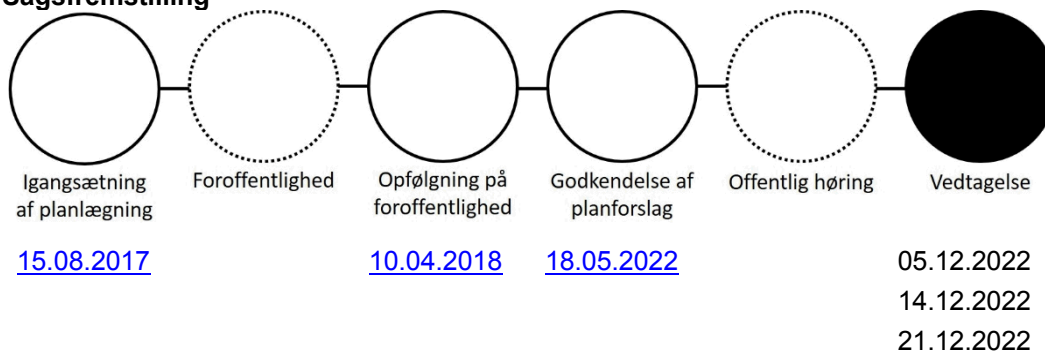 Sagsfremstilling
Igangsætning
af planlægning
Foroffentlighed
Opfølgning på
foroffentlighed
Godkendelse af
planforslag
Offentlig høring
Vedtagelse
15.08.2017
10.04.2018
18.05.2022
05.12.2022
14.12.2022
21.12.2022